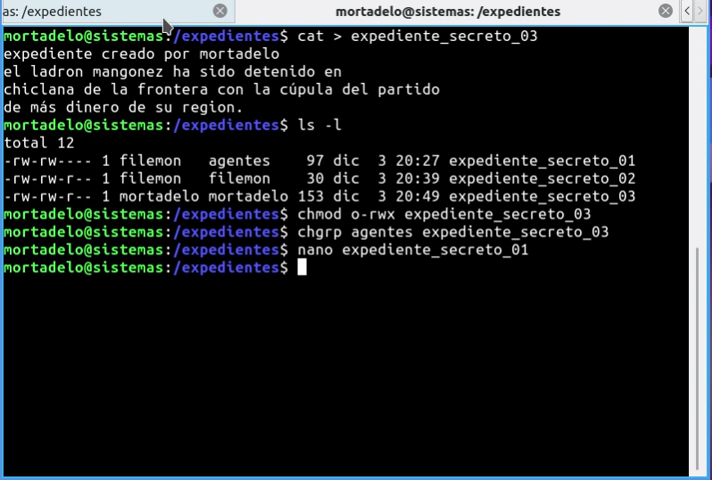 as: /expedientes
mortadelo@sistemas: /expedientes
mortadelo@sistemas:/expedientes$ cat > expediente_secreto_03
expediente creado por mortadelo
el ladron mangonez ha sido detenido en
chiclana de la frontera con la cúpula del partido
de más dinero de su region.
mortadelo@sistemas:/expedientes$ ls -l
total 12
-rw-rw---- 1 filemon   agentes    97 dic  3 20:27 expediente_secreto_01
-rw-rw-r-- 1 filemon   filemon    30 dic  3 20:39 expediente_secreto_02
-rw-rw-r-- 1 mortadelo mortadelo 153 dic  3 20:49 expediente_secreto_03
mortadelo@sistemas:/expedientes$ chmod o-rwx expediente_secreto_03
mortadelo@sistemas:/expedientes$ chgrp agentes expediente_secreto_03
mortadelo@sistemas:/expedientes$ nano expediente_secreto_01
mortadelo@sistemas:/expedientes$